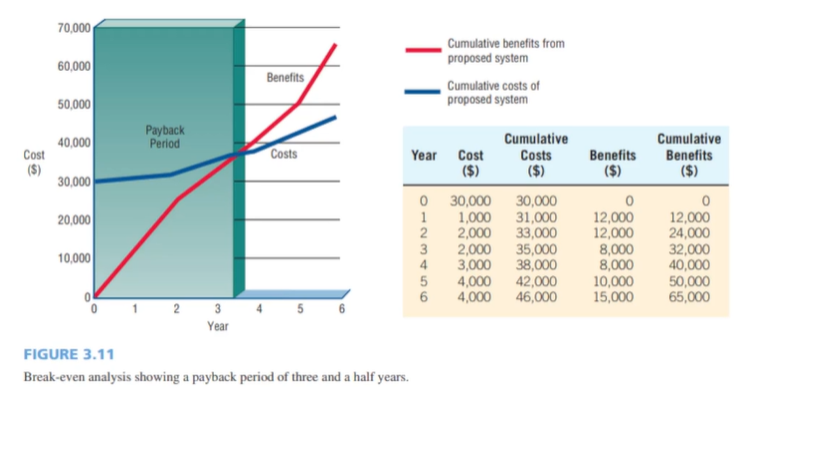 70,000
60,000
50,000
40,000
30,000
20,000
10,000
0
Cost
($)
Payback
Period
Benefits
Costs
0 1 2 3 4 5 6
Year
Cumulative benefits from
proposed system
Cumulative costs of
proposed system
Year Cost ($) Cumulative Costs ($) Benefits ($) Cumulative Benefits ($)
0 30,000 30,000 0 0
1 1,000 31,000 12,000 12,000
2 2,000 33,000 12,000 24,000
3 2,000 35,000 8,000 32,000
4 3,000 38,000 8,000 40,000
5 4,000 42,000 10,000 50,000
6 4,000 46,000 15,000 65,000
FIGURE 3.11
Break-even analysis showing a payback period of three and a half years.